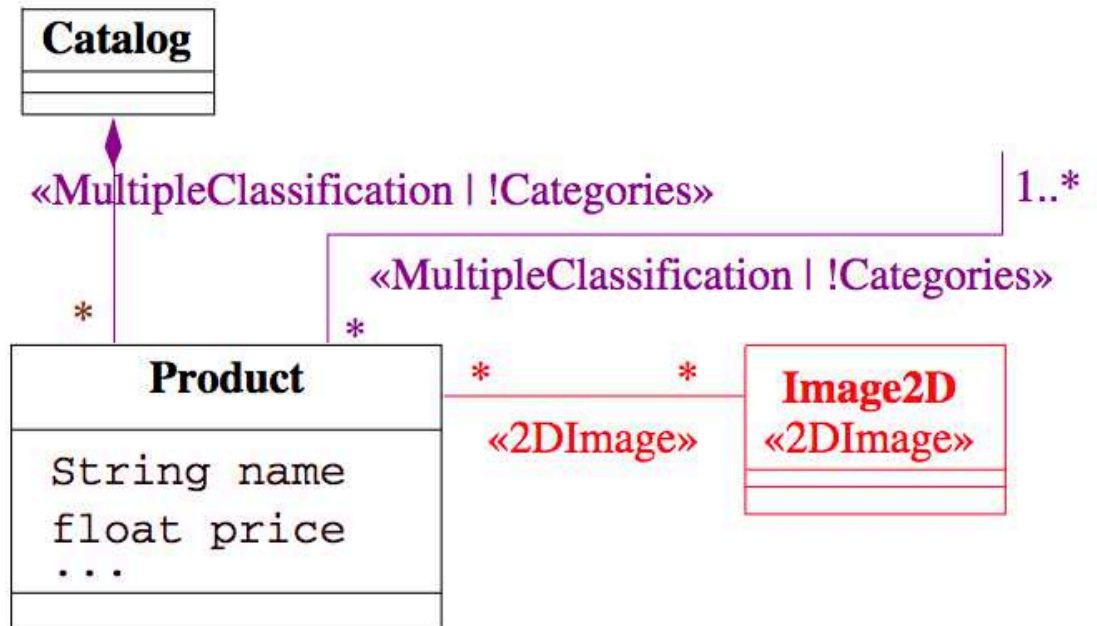 Catalog
«MultipleClassification | !Categories»
1..*
«MultipleClassification | !Categories»
*
*
Product
String name
float price
...
*
*
«2DImage»
Image2D
«2DImage»